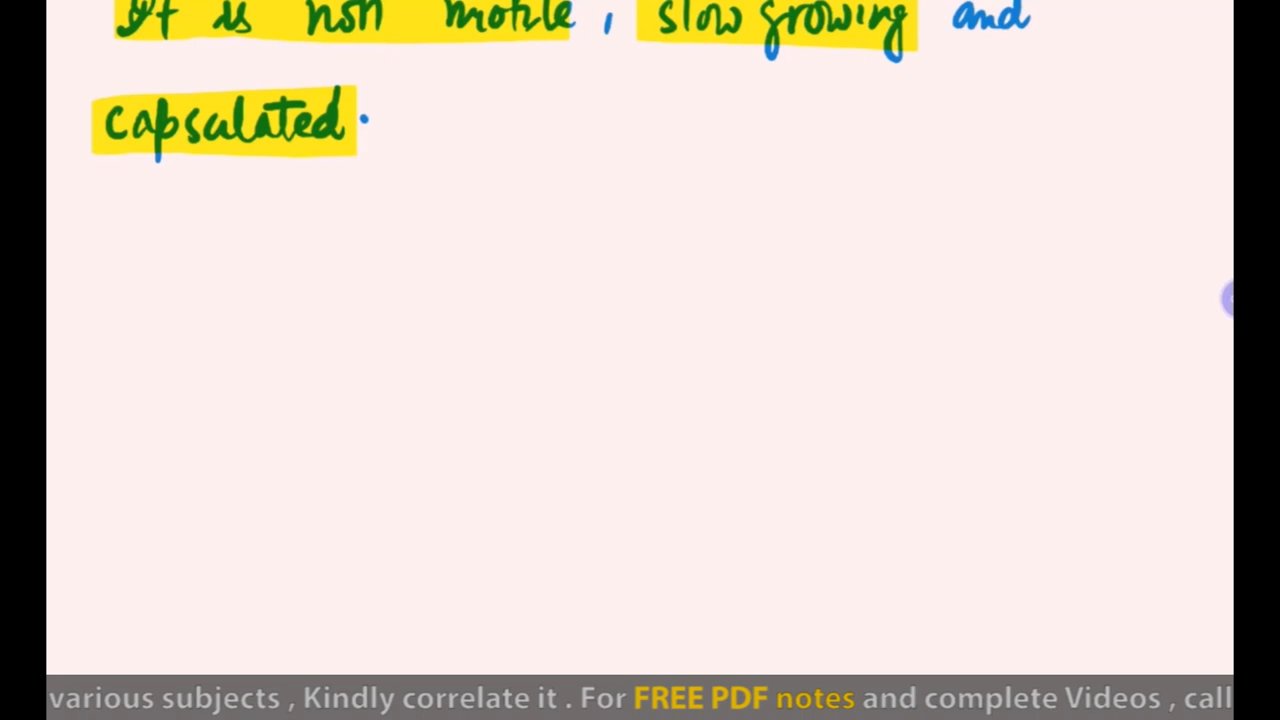 It is non motile , slow growing and
capsulated .
various subjects , Kindly correlate it . For FREE PDF notes and complete Videos , call